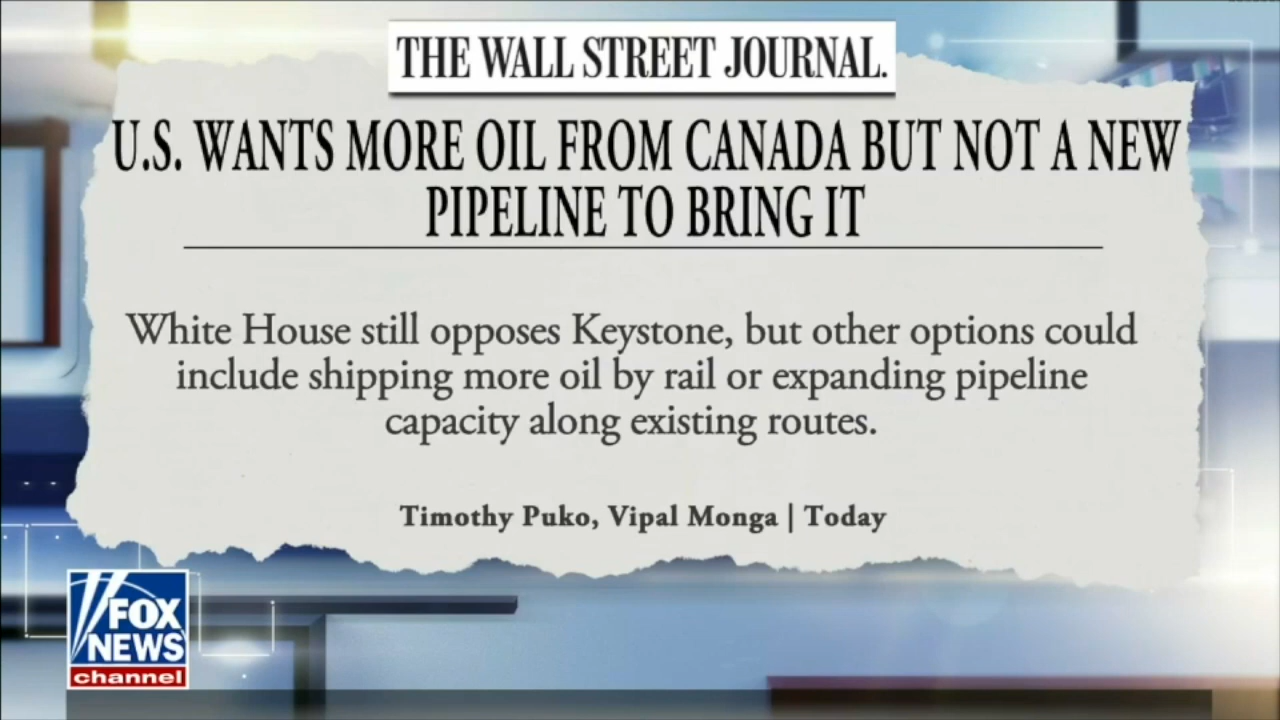 THE WALL STREET JOURNAL.
U.S. WANTS MORE OIL FROM CANADA BUT NOT A NEW
PIPELINE TO BRING IT
White House still opposes Keystone, but other options could
include shipping more oil by rail or expanding pipeline
capacity along existing routes.
Timothy Puko, Vipal Monga | Today
FOX
NEWS
channel